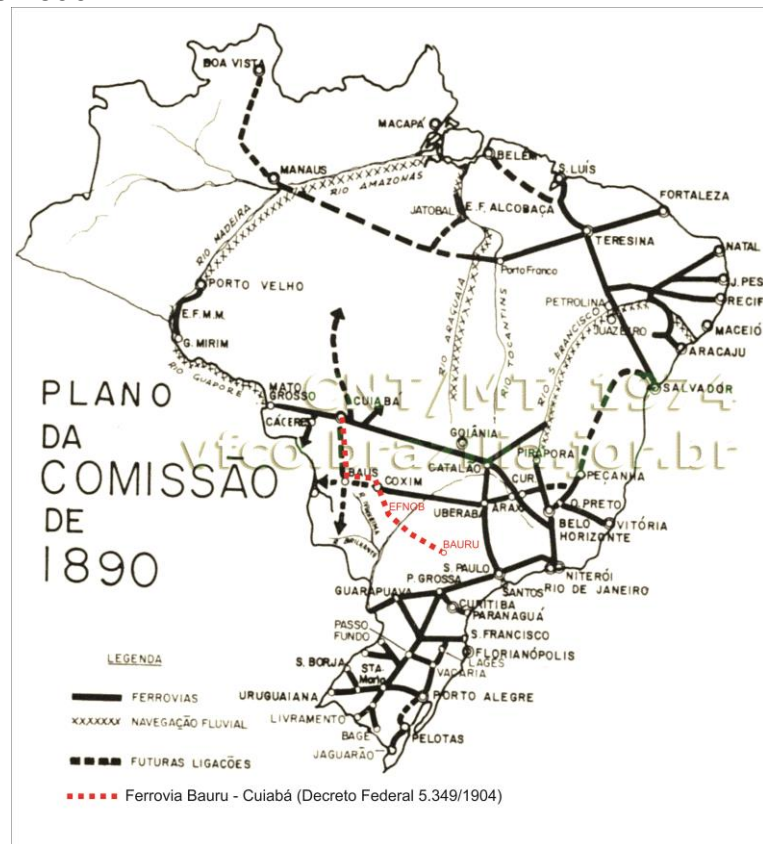 BOA VISTA
MACAPÁ
BELÉM
S. LUÍS
MANAUS
RIO AMAZONAS
FORTALEZA
JATOBAL
E.F. ALCOBAÇA
RIO MADEIRA
TERESINA
NATAL
Porto Franco
J. PES
PORTO VELHO
PETROLINA
RECIF
E.F.M.M.
RIO ARAGUAIA
RIO TOCANTINS
RIO S. FRANCISCO
JUAZEIRO
MACEIÓ
G. MIRIM
ARACAJU
RIO GUAPORÉ
SALVADOR
MATO
GROSSO
CUIABÁ
CNT/MT 1974
CÁCERES
GOIÂNIA
vfco.brazilia.jor.br
CATALÃO
PIRAPORA
PEÇANHA
BAÚS
COXIM
CUR.
UBERABA
ARAXÁ
O. PRETO
EFNOB
BELO
HORIZONTE
VITÓRIA
R. BRILHANTE
BAURU
S. PAULO
NITERÓI
SANTOS
RIO DE JANEIRO
GUARAPUAVA
P. GROSSA
CURITIBA
PARANAGUÁ
PASSO
FUNDO
S. FRANCISCO
FLORIANÓPOLIS
S. BORJA
STA.
Maria
LAGES
VACARIA
URUGUAIANA
PORTO ALEGRE
LIVRAMENTO
BAGÉ
PELOTAS
JAGUARÃO
PLANO
DA
COMISSÃO
DE
1890
LEGENDA
FERROVIAS
NAVEGAÇÃO FLUVIAL
FUTURAS LIGAÇÕES
Ferrovia Bauru - Cuiabá (Decreto Federal 5.349/1904)